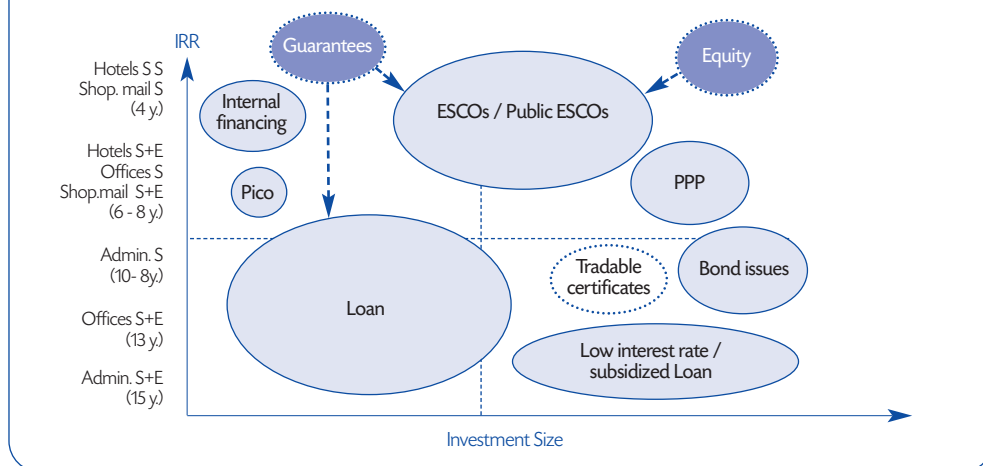 IRR
Guarantees
Equity
Hotels S S
Shop. mail S
(4 y.)
Internal
financing
ESCOs / Public ESCOs
Hotels S+E
Offices S
Shop.mail S+E
(6 - 8 y.)
Pico
PPP
Admin. S
(10- 8y.)
Tradable
certificates
Bond issues
Loan
Offices S+E
(13 y.)
Low interest rate /
subsidized Loan
Admin. S+E
(15 y.)
Investment Size